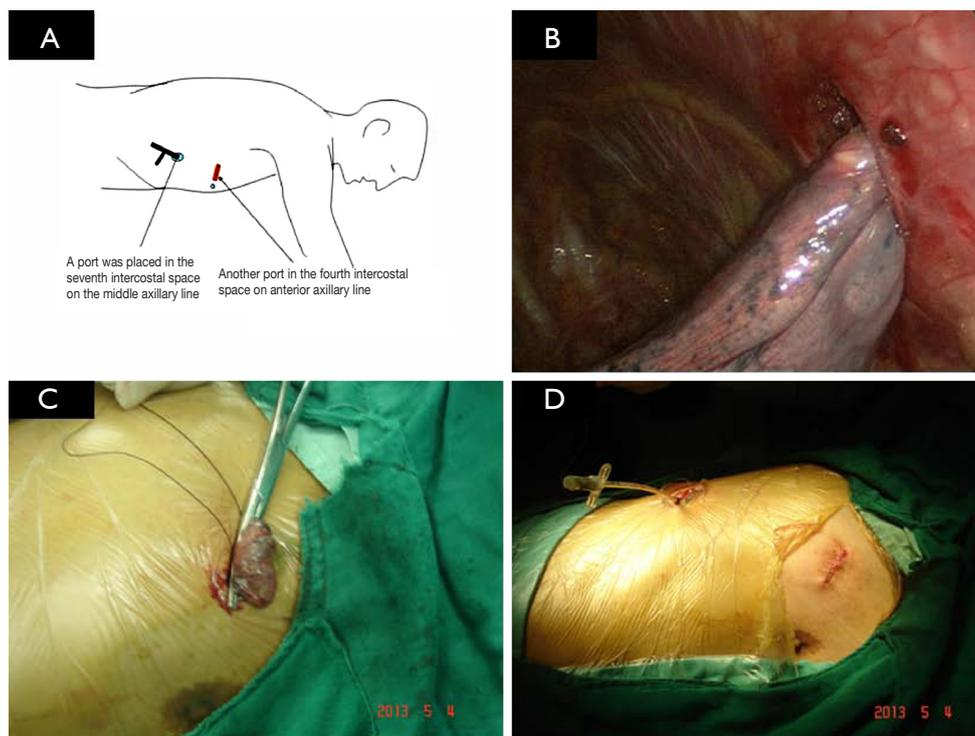 A
A port was placed in the
seventh intercostal space
on the middle axillary line
Another port in the fourth intercostal
space on anterior axillary line
B
C
2013 5 4
D
2013 5 4